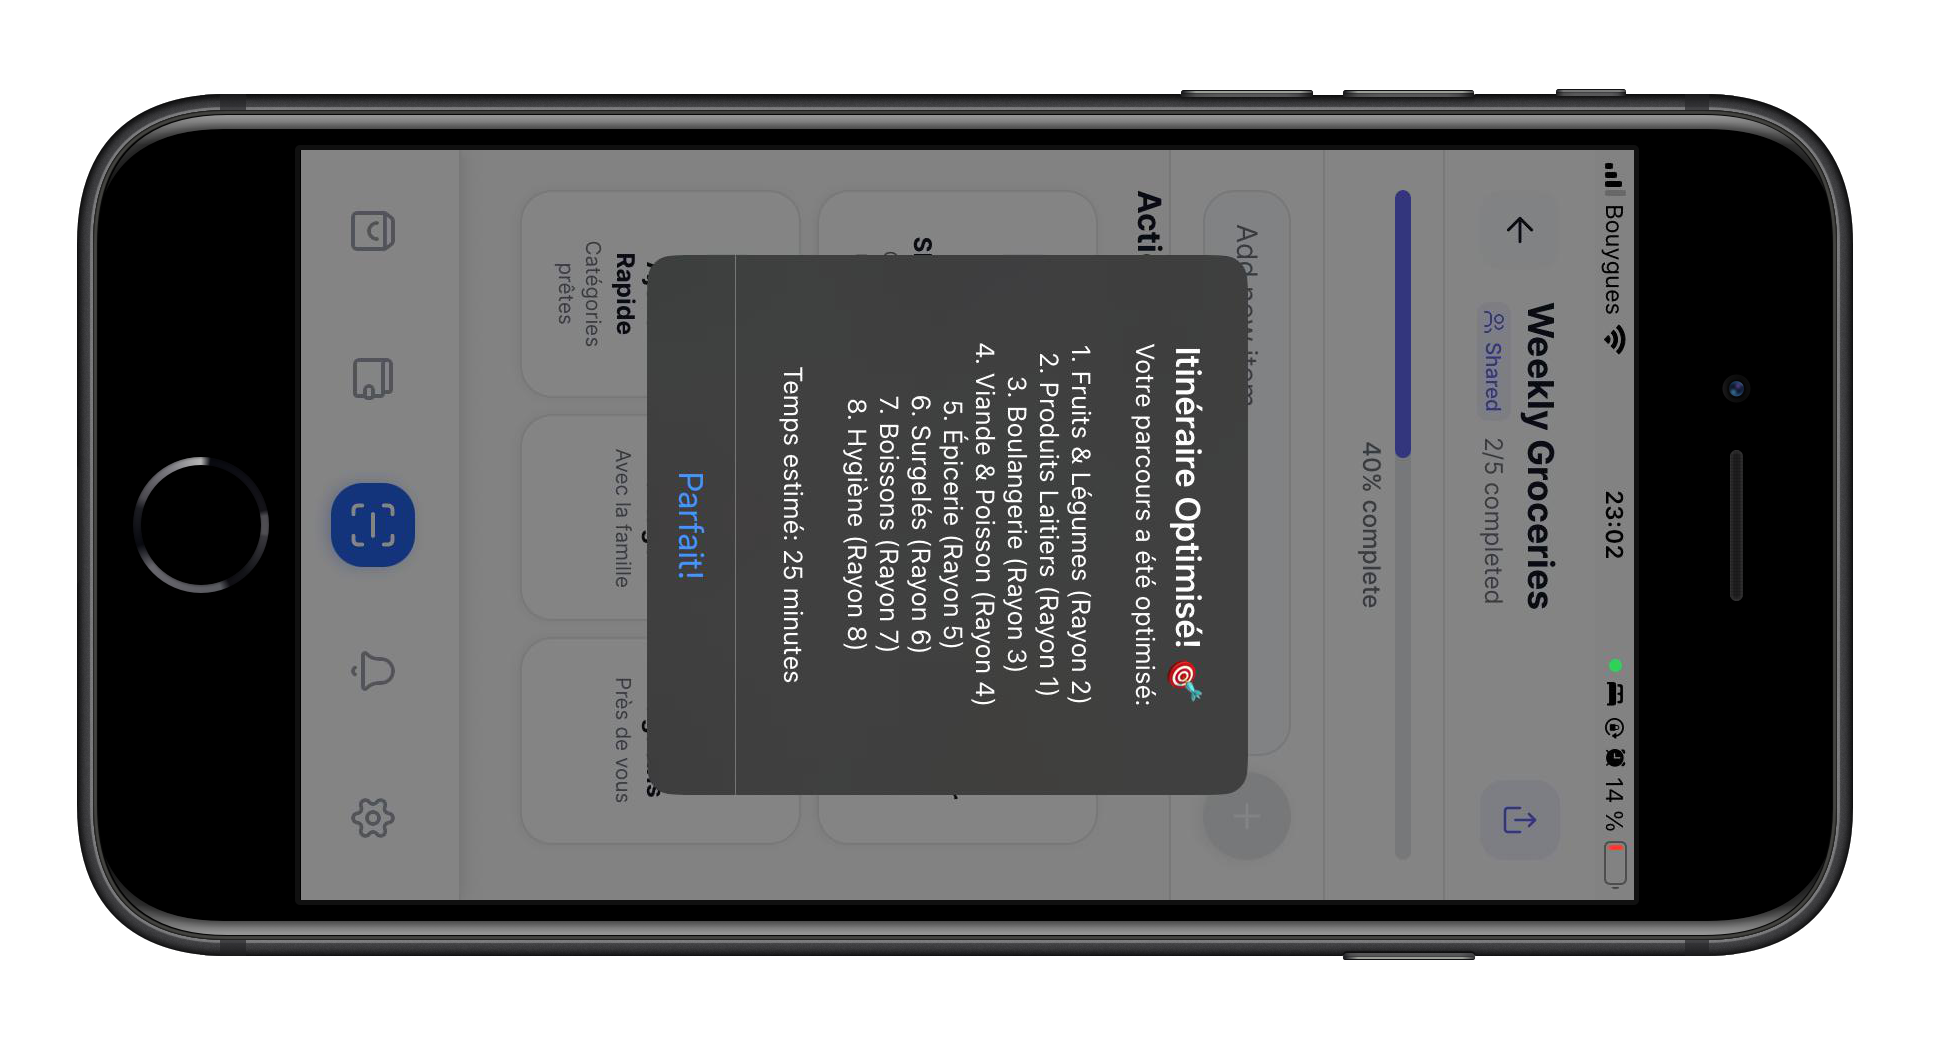 Bouygues 23:02 14 %
Weekly Groceries
Shared 2/5 completed
40% complete
Add new item
Itinéraire Optimisé! 🎯
Votre parcours a été optimisé:
1. Fruits & Légumes (Rayon 2)
2. Produits Laitiers (Rayon 1)
3. Boulangerie (Rayon 3)
4. Viande & Poisson (Rayon 4)
5. Épicerie (Rayon 5)
6. Surgelés (Rayon 6)
7. Boissons (Rayon 7)
8. Hygiène (Rayon 8)
Temps estimé: 25 minutes
Parfait!
Rapide
Catégories
prêtes
Avec la famille
Près de vous